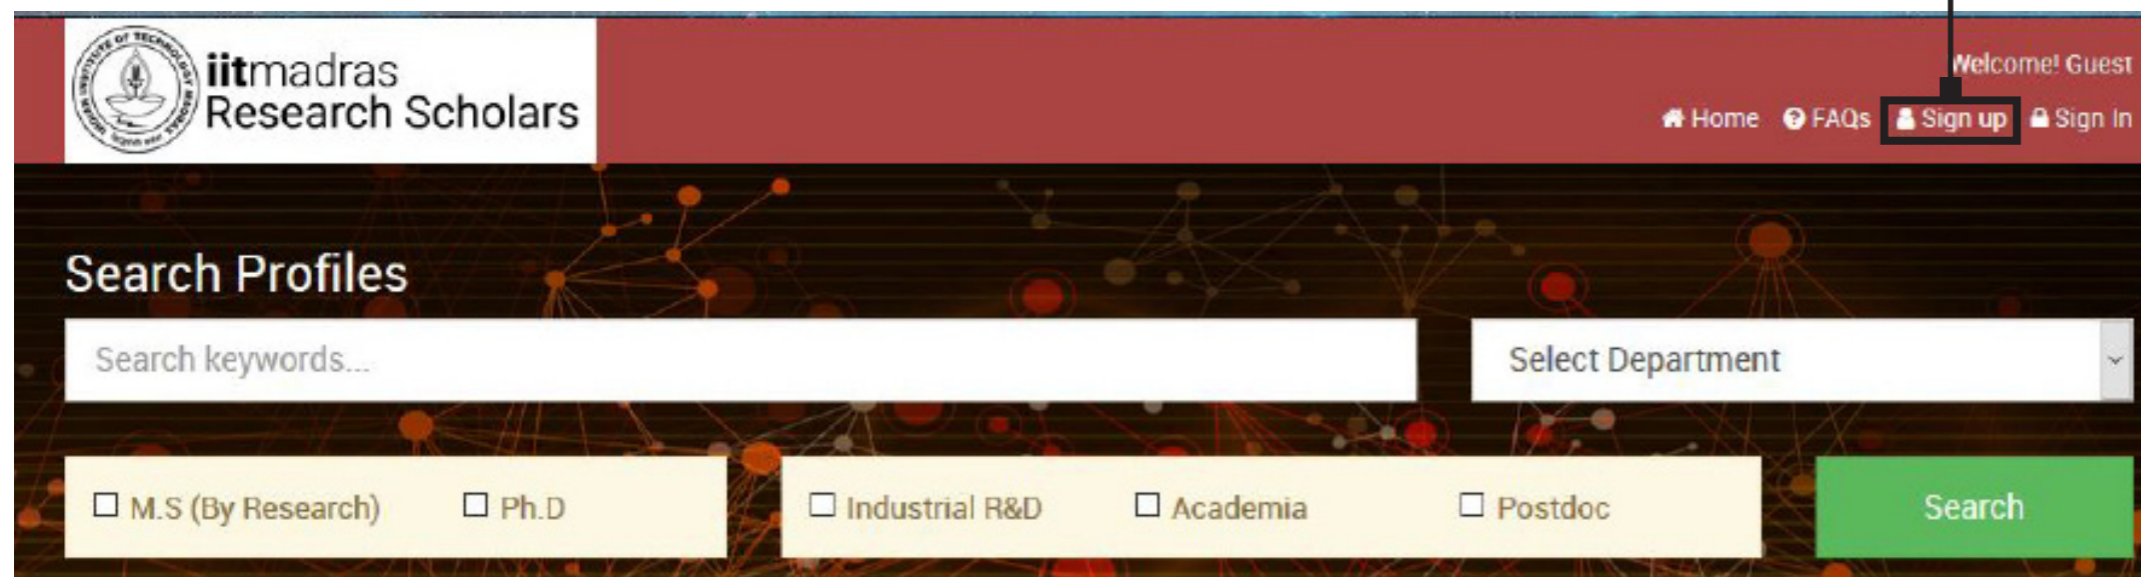 iitmadras
Research Scholars
Welcome! Guest
Home FAQs Sign up Sign In
Search Profiles
Search keywords...
Select Department
M.S (By Research) Ph.D Industrial R&D Academia Postdoc Search